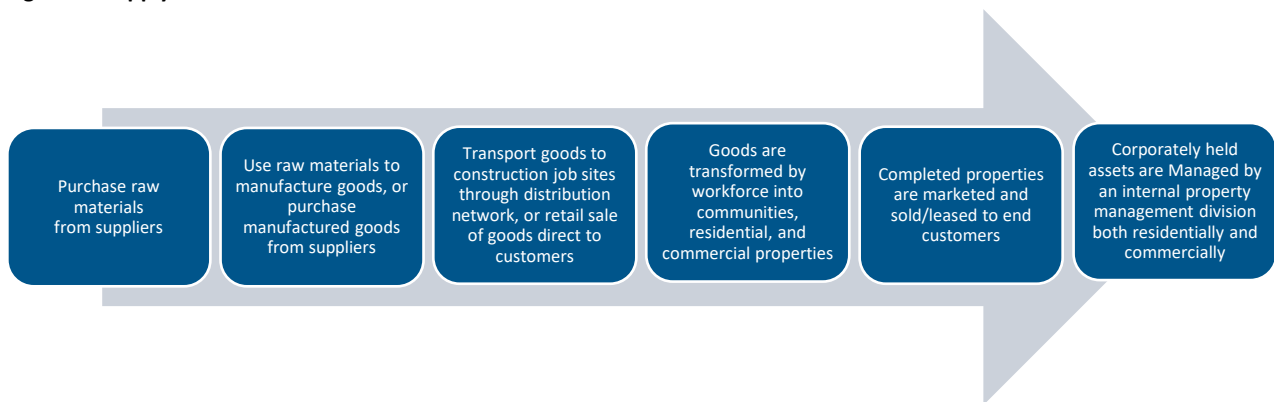 Purchase raw
materials
from suppliers
Use raw materials to
manufacture goods, or
purchase
manufactured goods
from suppliers
Transport goods to
construction job sites
through distribution
network, or retail sale
of goods direct to
customers
Goods are
transformed by
workforce into
communities,
residential, and
commercial properties
Completed properties
are marketed and
sold/leased to end
customers
Corporately held
assets are Managed by
an internal property
management division
both residentially and
commercially